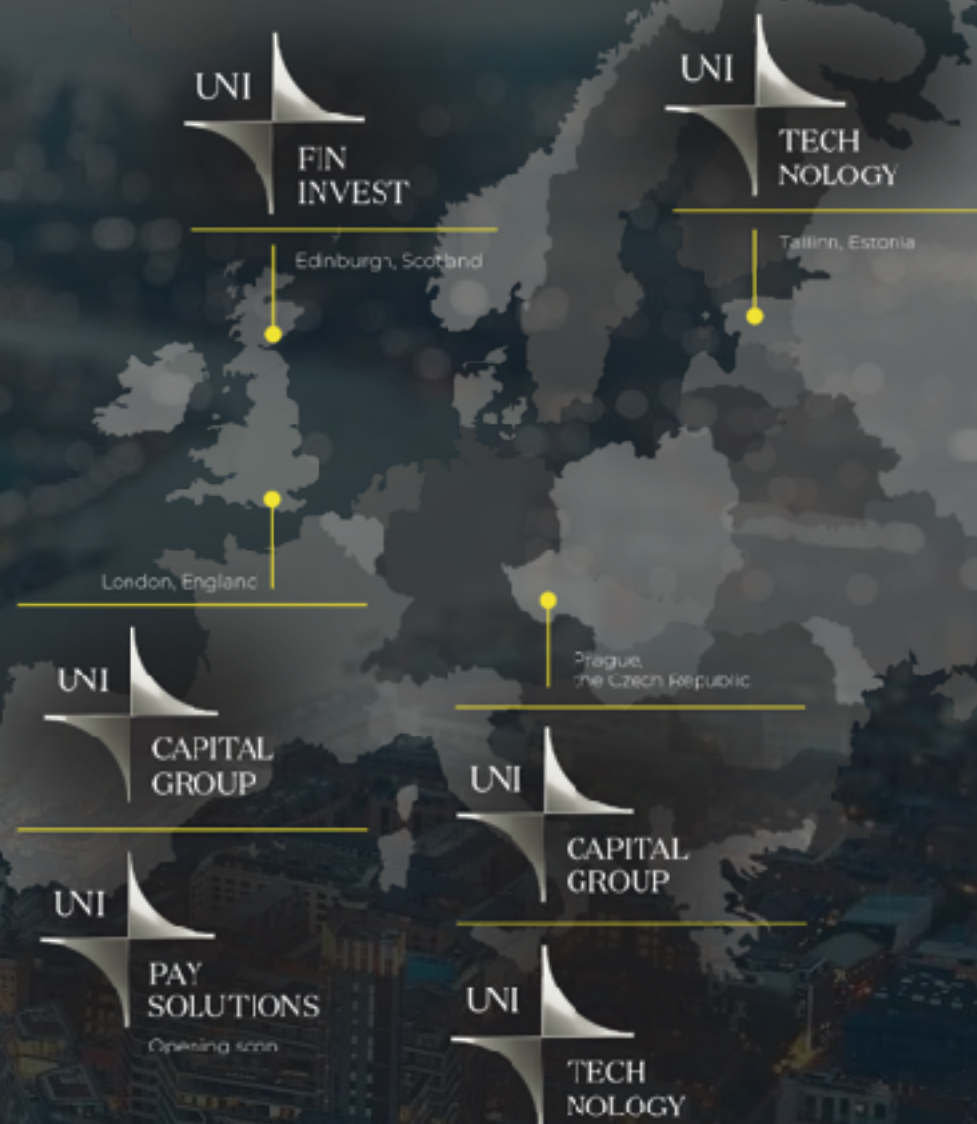 UNI
FIN
INVEST
Edinburgh, Scotland
UNI
TECH
NOLOGY
Tallinn, Estonia
London, England
UNI
CAPITAL
GROUP
UNI
PAY
SOLUTIONS
Opening soon
Prague,
the Czech Republic
UNI
CAPITAL
GROUP
UNI
TECH
NOLOGY